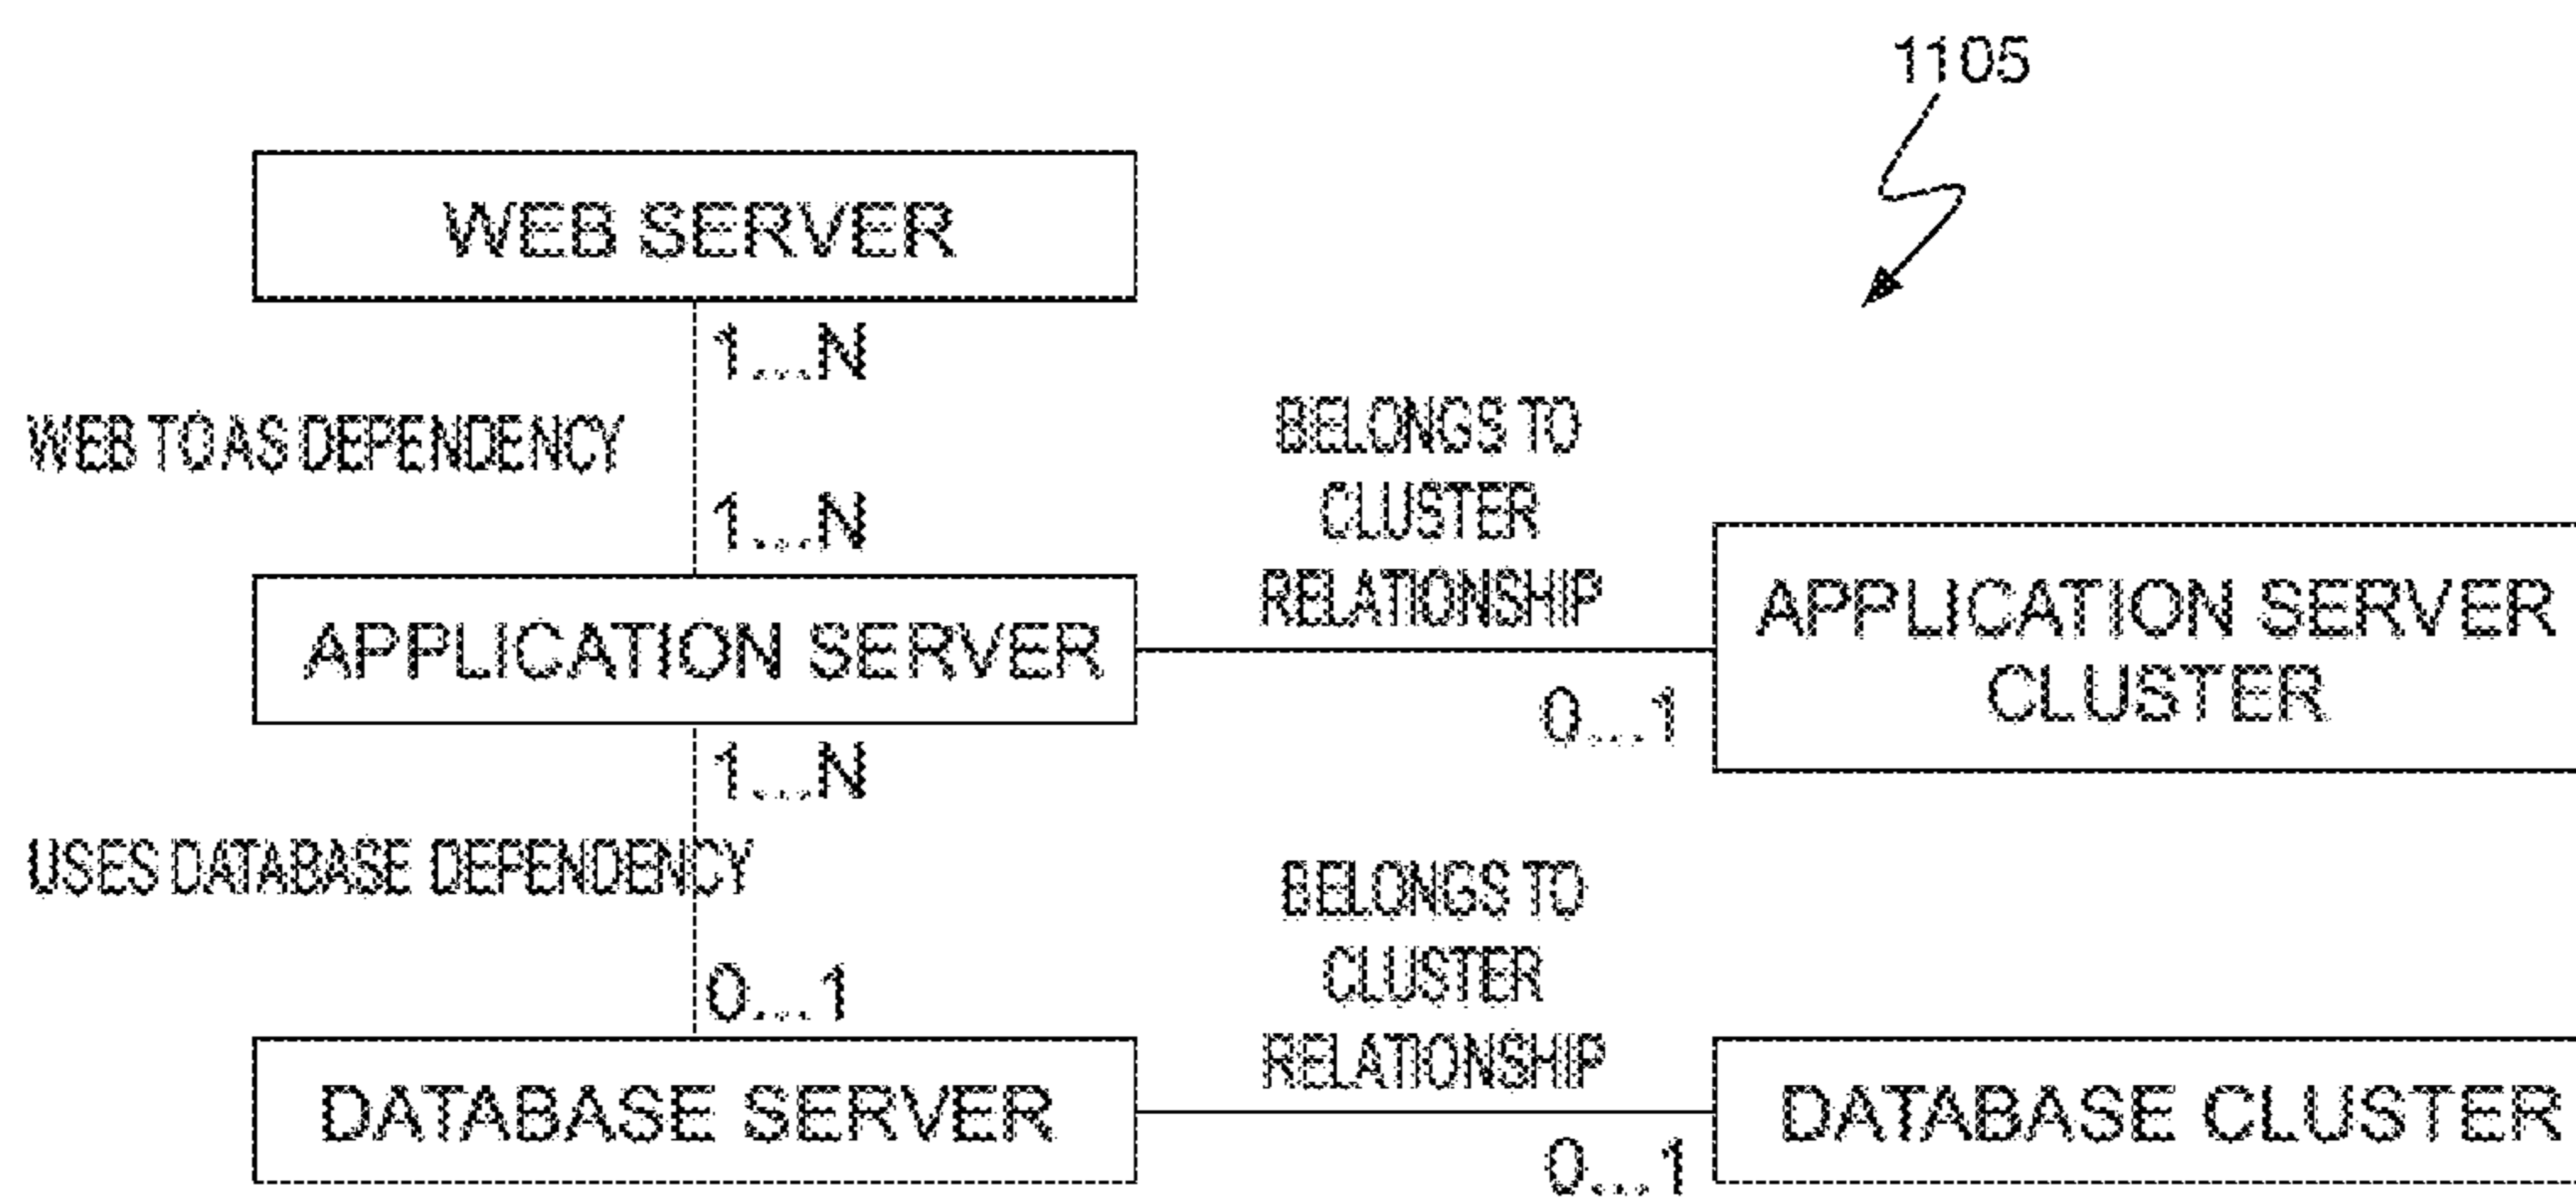 1105
WEB SERVER
1...N
WEB TO AS DEPENDENCY
1...N
BELONGS TO
CLUSTER
RELATIONSHIP
APPLICATION SERVER
APPLICATION SERVER
CLUSTER
0...1
1...N
USES DATABASE DEPENDENCY
BELONGS TO
CLUSTER
RELATIONSHIP
0...1
DATABASE SERVER
DATABASE CLUSTER
0...1